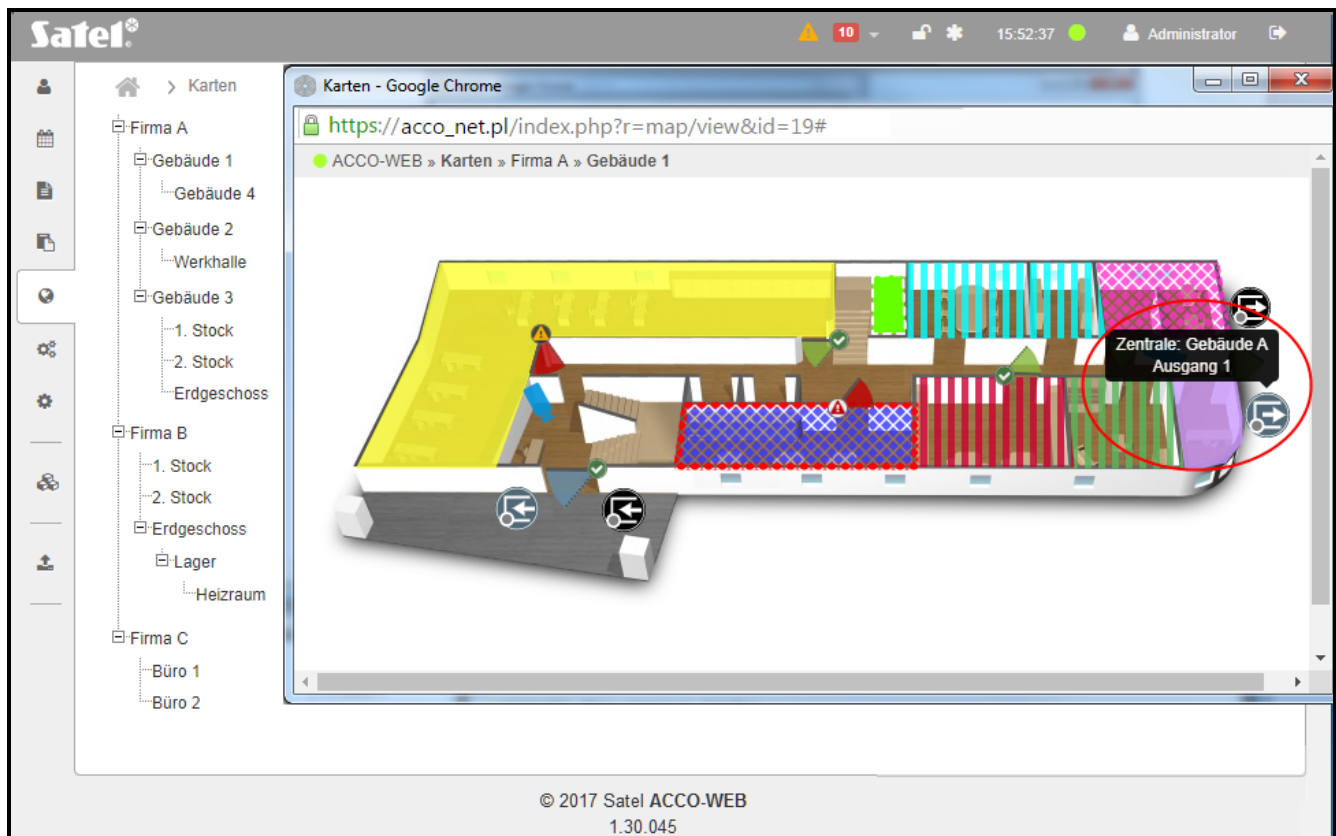 Satel®
10
15:52:37
Administrator
Karten
Firma A
Gebäude 1
Gebäude 4
Gebäude 2
Werkhalle
Gebäude 3
1. Stock
2. Stock
Erdgeschoss
Firma B
1. Stock
2. Stock
Erdgeschoss
Lager
Heizraum
Firma C
Büro 1
Büro 2
Karten - Google Chrome
https://acco_net.pl/index.php?r=map/view&id=19#
ACCO-WEB » Karten » Firma A » Gebäude 1
Zentrale: Gebäude A
Ausgang 1
© 2017 Satel ACCO-WEB
1.30.045